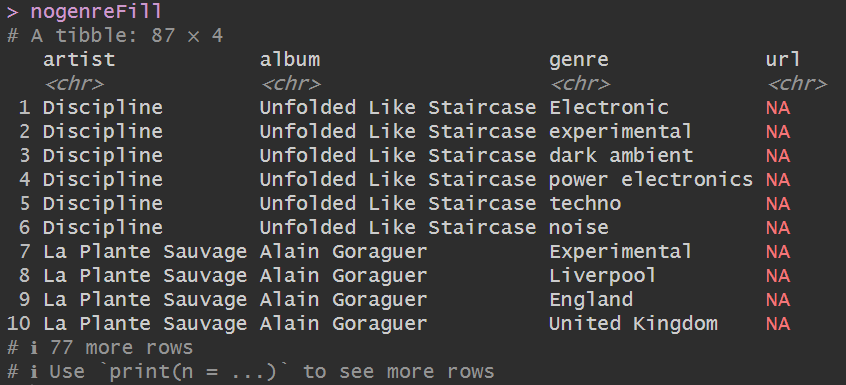 > nogenreFill
# A tibble: 87 × 4
artist album genre url
<chr> <chr> <chr> <chr>
1 Discipline Unfolded Like Staircase Electronic NA
2 Discipline Unfolded Like Staircase experimental NA
3 Discipline Unfolded Like Staircase dark ambient NA
4 Discipline Unfolded Like Staircase power electronics NA
5 Discipline Unfolded Like Staircase techno NA
6 Discipline Unfolded Like Staircase noise NA
7 La Plante Sauvage Alain Goraguer Experimental NA
8 La Plante Sauvage Alain Goraguer Liverpool NA
9 La Plante Sauvage Alain Goraguer England NA
10 La Plante Sauvage Alain Goraguer United Kingdom NA
# ℹ 77 more rows
# ℹ Use `print(n = ...)` to see more rows